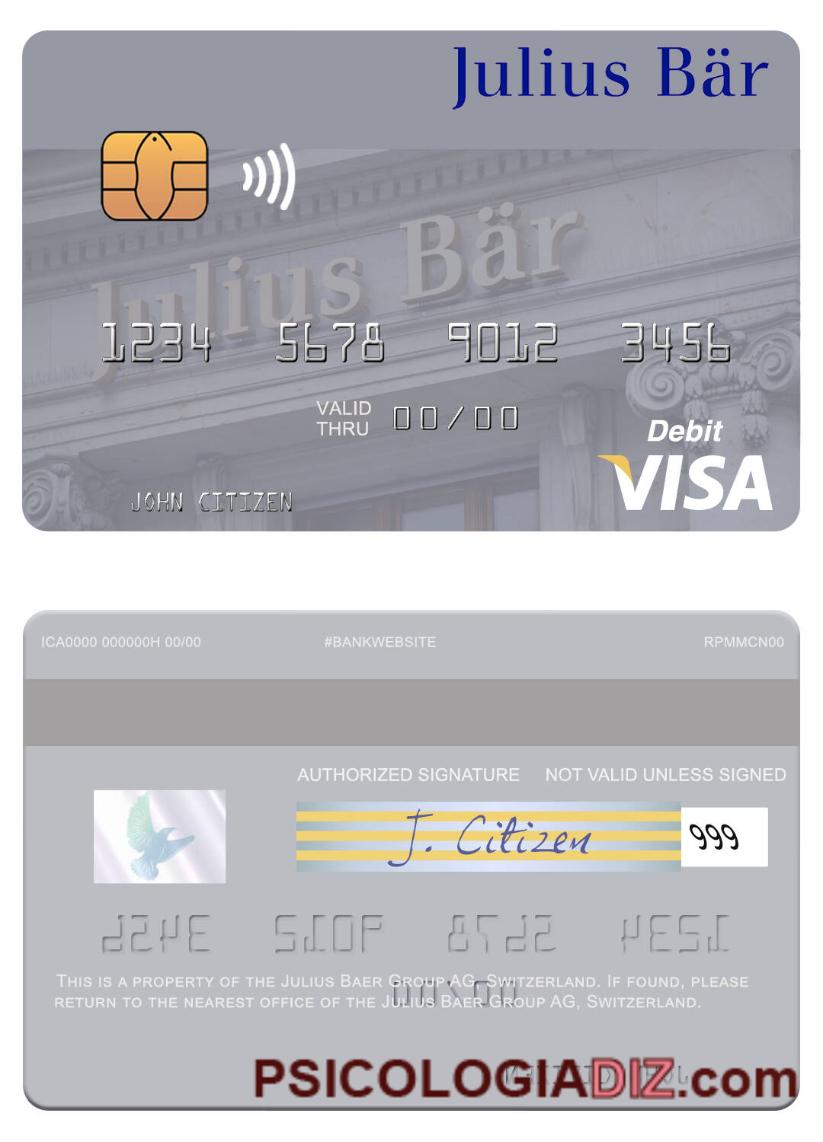 Julius Bär
Julius Bär
1234 5678 9012 3456
VALID THRU 00/00
Debit
VISA
JOHN CITIZEN
ICA0000 000000H 00/00 #BANKWEBSITE RPMMCN00
AUTHORIZED SIGNATURE NOT VALID UNLESS SIGNED
J. Citizen 999
THIS IS A PROPERTY OF THE JULIUS BAER GROUP AG, SWITZERLAND. IF FOUND, PLEASE
RETURN TO THE NEAREST OFFICE OF THE JULIUS BAER GROUP AG, SWITZERLAND.
PSICOLOGIADIZ.com